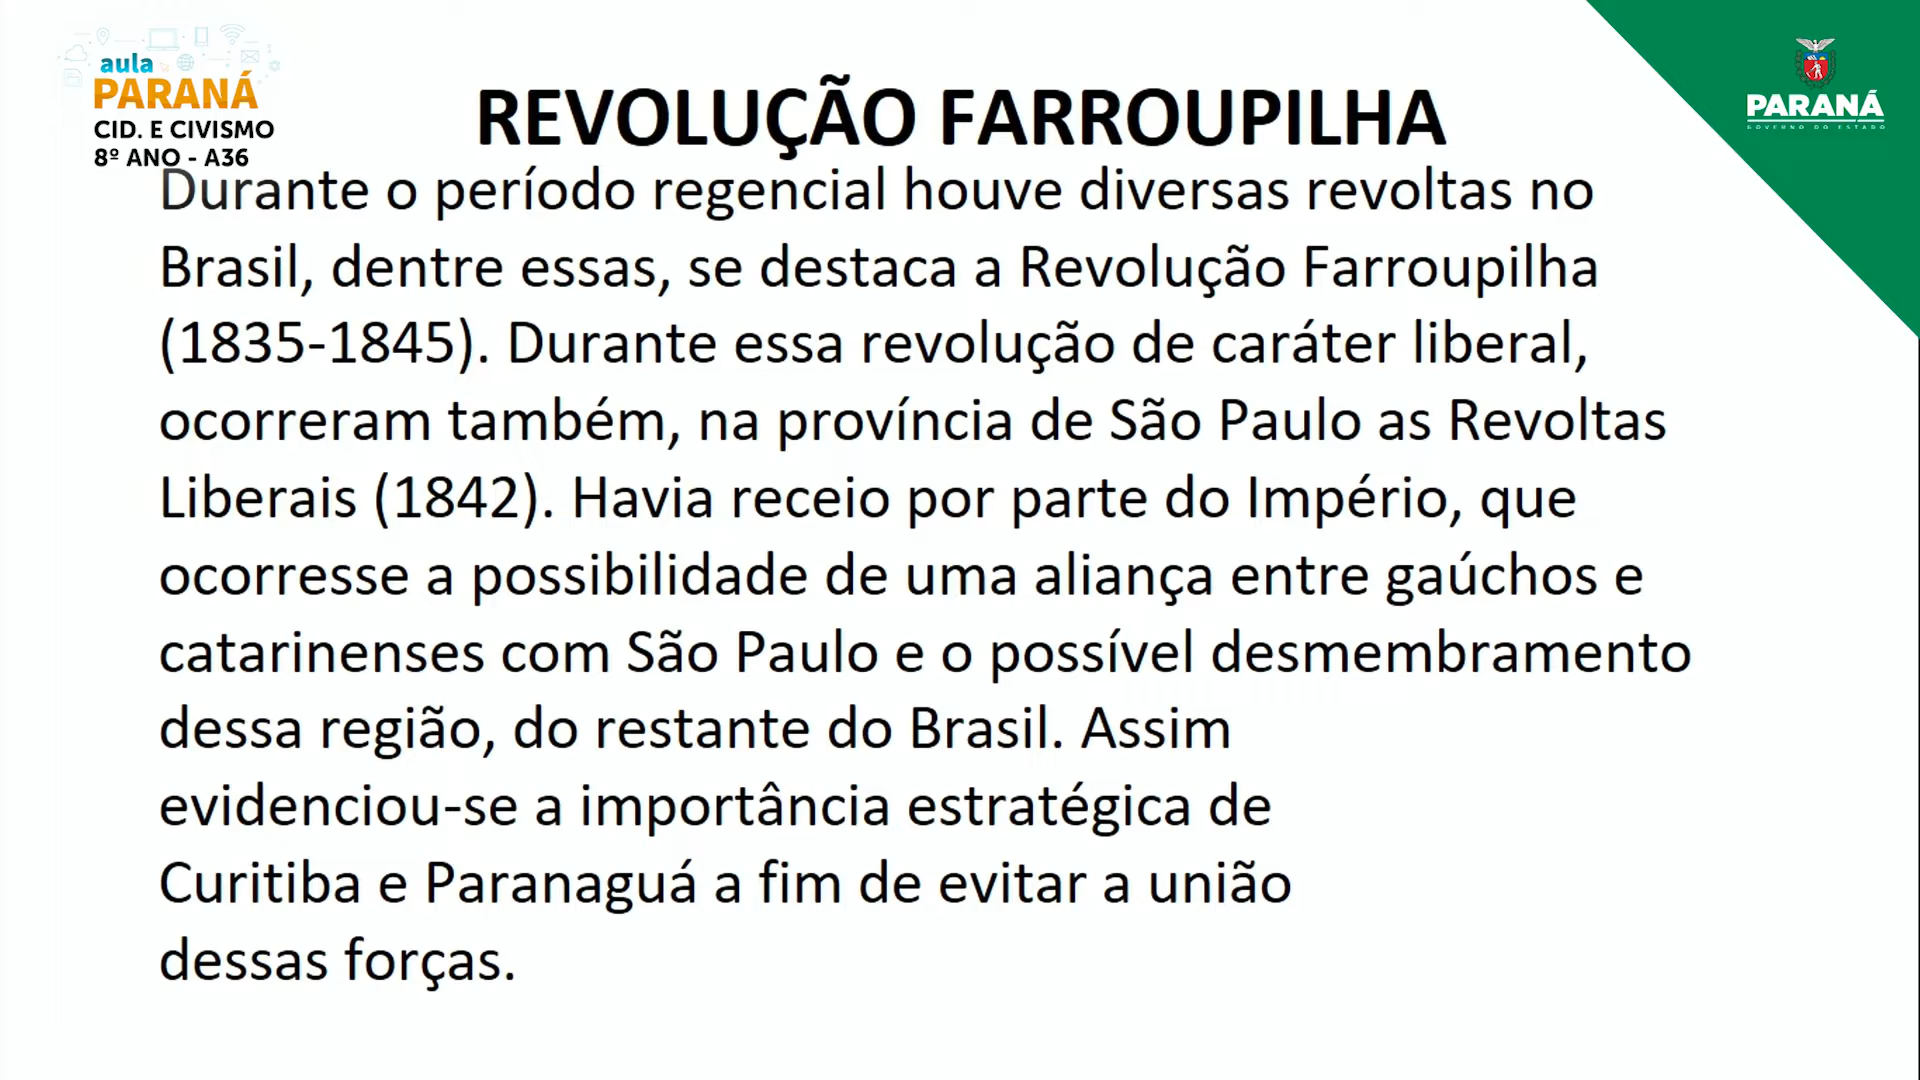 aula
PARANÁ
CID. E CIVISMO
8º ANO - A36
PARANÁ
GOVERNO DO ESTADO
REVOLUÇÃO FARROUPILHA
Durante o período regencial houve diversas revoltas no
Brasil, dentre essas, se destaca a Revolução Farroupilha
(1835-1845). Durante essa revolução de caráter liberal,
ocorreram também, na província de São Paulo as Revoltas
Liberais (1842). Havia receio por parte do Império, que
ocorresse a possibilidade de uma aliança entre gaúchos e
catarinenses com São Paulo e o possível desmembramento
dessa região, do restante do Brasil. Assim
evidenciou-se a importância estratégica de
Curitiba e Paranaguá a fim de evitar a união
dessas forças.